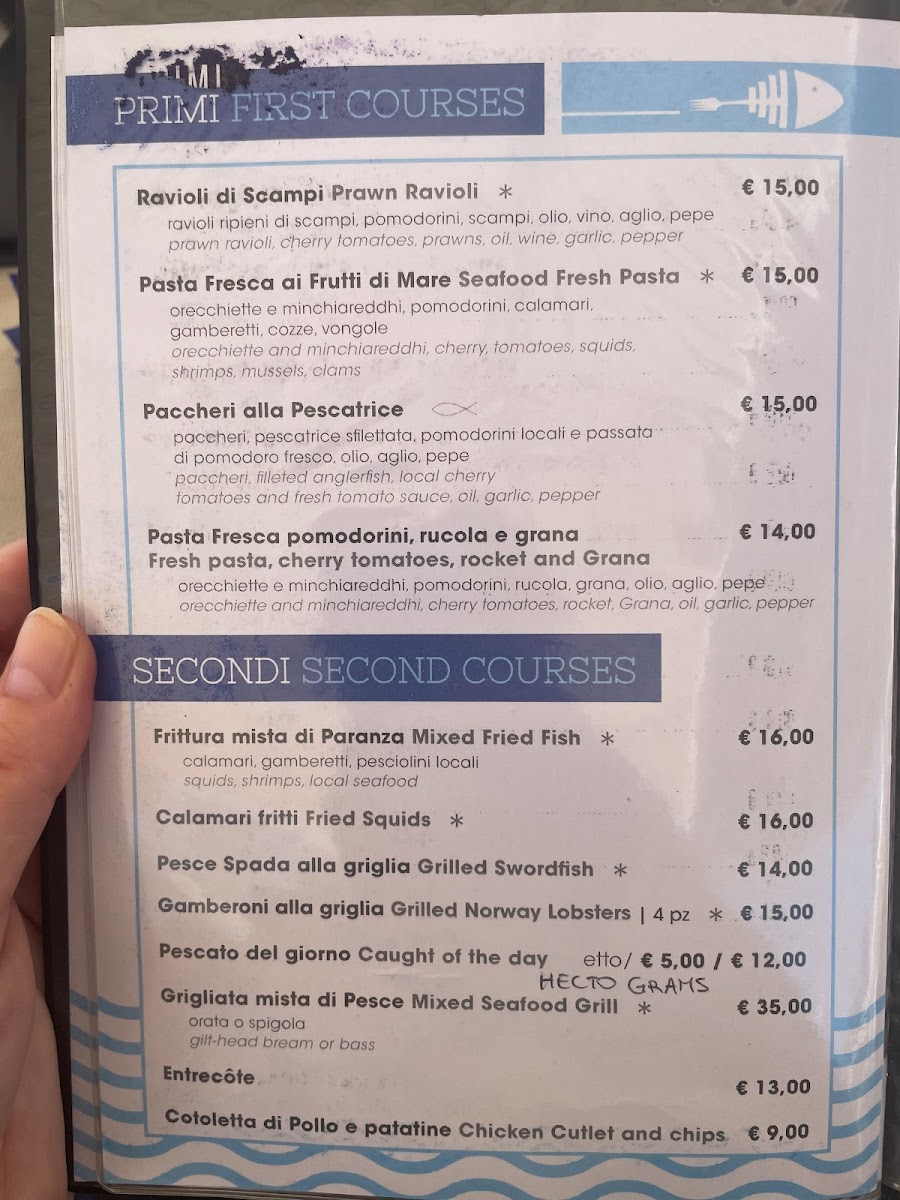 PRIMI FIRST COURSES
Ravioli di Scampi Prawn Ravioli * € 15,00
ravioli ripieni di scampi, pomodorini, scampi, olio, vino, aglio, pepe
prawn ravioli, cherry tomatoes, prawns, oil, wine, garlic, pepper
Pasta Fresca ai Frutti di Mare Seafood Fresh Pasta * € 15,00
orecchiette e minchiareddhi, pomodorini, calamari,
gamberetti, cozze, vongole
orecchiette and minchiareddhi, cherry, tomatoes, squids,
shrimps, mussels, clams
Paccheri alla Pescatrice € 15,00
paccheri, pescatrice sfilettata, pomodorini locali e passata
di pomodoro fresco, olio, aglio, pepe
paccheri, filleted anglerfish, local cherry
tomatoes and fresh tomato sauce, oil, garlic, pepper
Pasta Fresca pomodorini, rucola e grana € 14,00
Fresh pasta, cherry tomatoes, rocket and Grana
orecchiette e minchiareddhi, pomodorini, rucola, grana, olio, aglio, pepe
orecchiette and minchiareddhi, cherry tomatoes, rocket, Grana, oil, garlic, pepper
SECONDI SECOND COURSES
Frittura mista di Paranza Mixed Fried Fish * € 16,00
calamari, gamberetti, pesciolini locali
squids, shrimps, local seafood
Calamari fritti Fried Squids * € 16,00
Pesce Spada alla griglia Grilled Swordfish * € 14,00
Gamberoni alla griglia Grilled Norway Lobsters | 4 pz * € 15,00
Pescato del giorno Caught of the day etto/ € 5,00 / € 12,00
HECTO GRAMS
Grigliata mista di Pesce Mixed Seafood Grill * € 35,00
orata o spigola
gilt-head bream or bass
Entrecôte € 13,00
Cotoletta di Pollo e patatine Chicken Cutlet and chips € 9,00